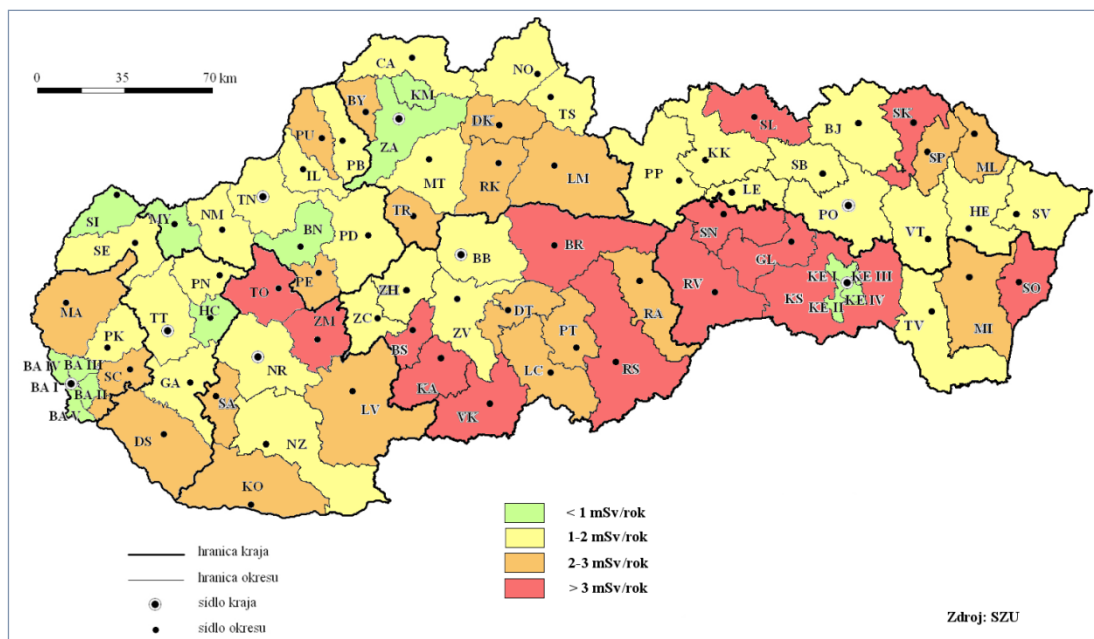 0 35 70 km
CA
NO
KM
BY
TS
DK
ZA
PU
PB
IL
MT
RK
LM
SL
SK
BJ
SP
ML
KK
SB
PP
LE
PO
HE
SV
VT
TN
TR
SI
MY
NM
BN
PD
SE
BB
BR
SN
GL
RV
KS
KE I
KE III
KE II
KE IV
SO
MI
TV
PN
TO
PE
ZH
MA
TT
HC
ZM
ZC
ZV
DT
PT
RA
PK
BS
BA IV
BA III
BA I
BA II
BA V
SC
GA
NR
KA
LC
RS
SA
LV
VK
DS
NZ
KO
< 1 mSv/rok
1-2 mSv/rok
2-3 mSv/rok
> 3 mSv/rok
hranica kraja
hranica okresu
sídlo kraja
sídlo okresu
Zdroj: SZU